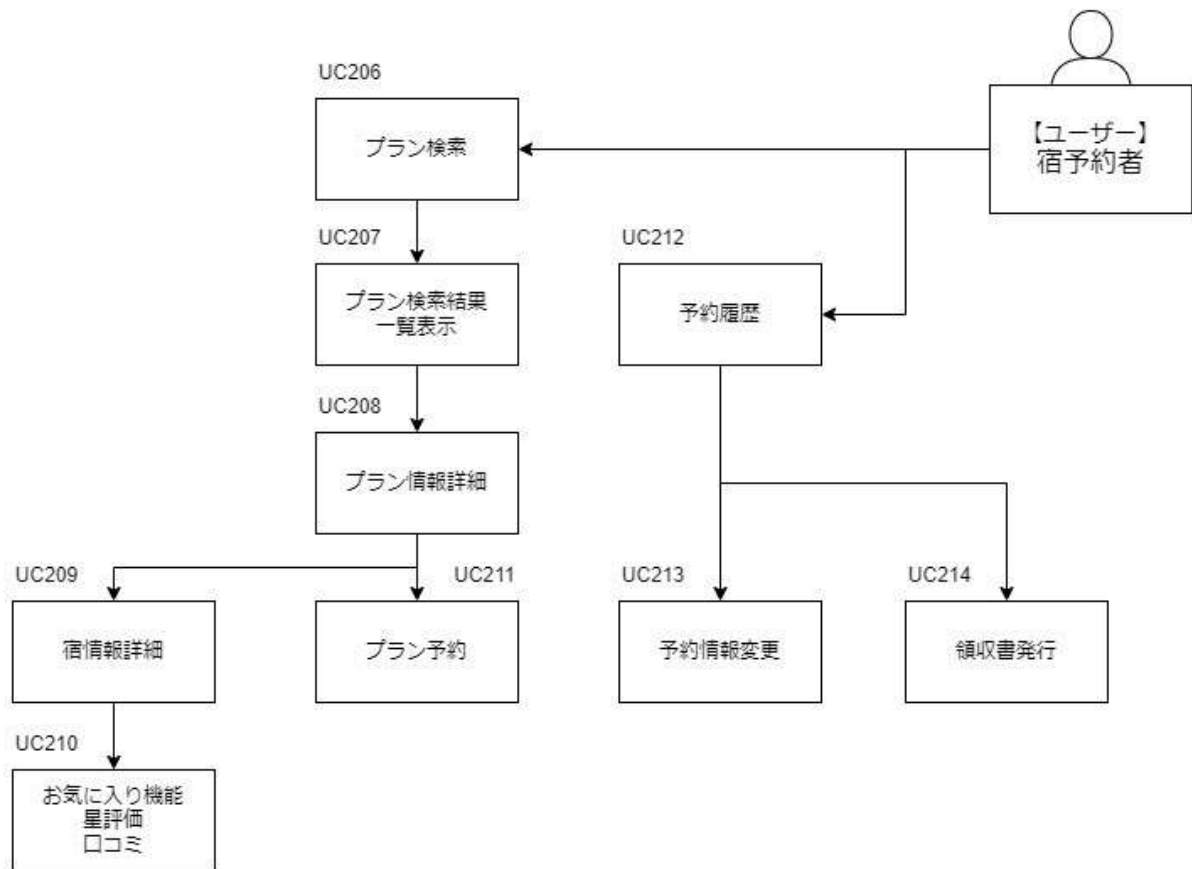 UC206
プラン検索
【ユーザー】
宿予約者
UC207
プラン検索結果
一覧表示
UC212
予約履歴
UC208
プラン情報詳細
UC209
宿情報詳細
UC211
プラン予約
UC213
予約情報変更
UC214
領収書発行
UC210
お気に入り機能
星評価
口コミ